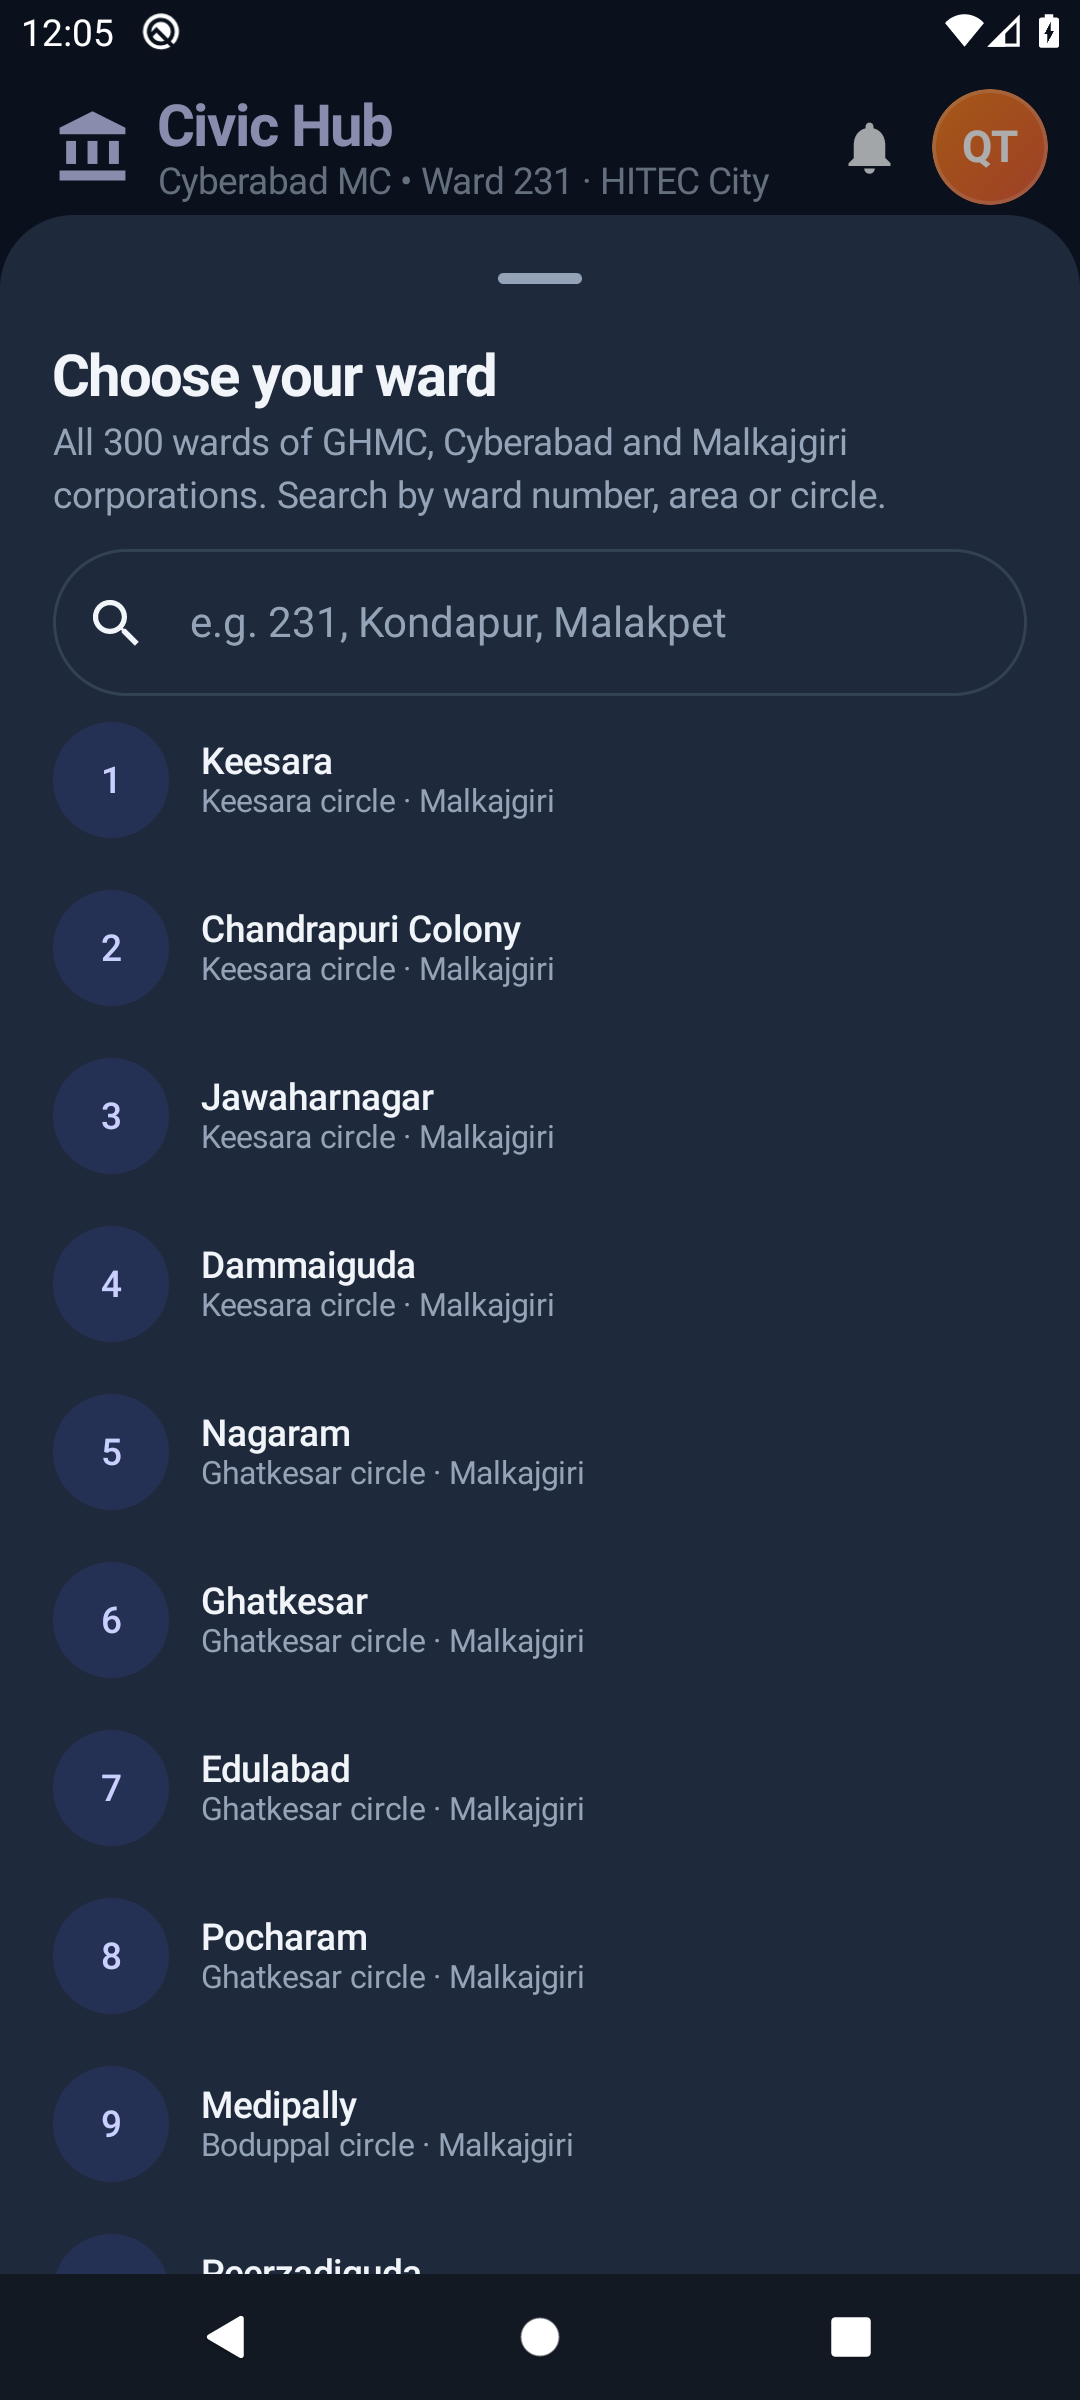 12:05
Civic Hub
Cyberabad MC • Ward 231 · HITEC City
QT
Choose your ward
All 300 wards of GHMC, Cyberabad and Malkajgiri
corporations. Search by ward number, area or circle.
e.g. 231, Kondapur, Malakpet
1
Keesara
Keesara circle · Malkajgiri
2
Chandrapuri Colony
Keesara circle · Malkajgiri
3
Jawaharnagar
Keesara circle · Malkajgiri
4
Dammaiguda
Keesara circle · Malkajgiri
5
Nagaram
Ghatkesar circle · Malkajgiri
6
Ghatkesar
Ghatkesar circle · Malkajgiri
7
Edulabad
Ghatkesar circle · Malkajgiri
8
Pocharam
Ghatkesar circle · Malkajgiri
9
Medipally
Boduppal circle · Malkajgiri
Peerzadiguda